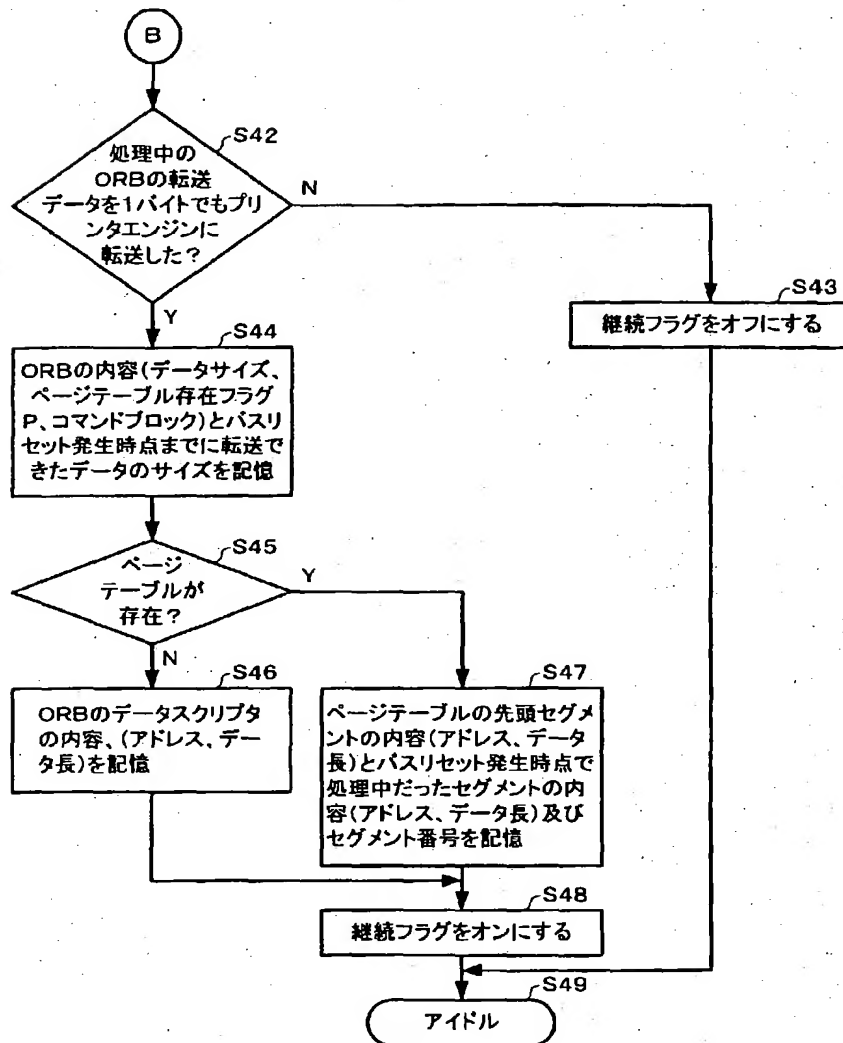 B
S42
処理中の
ORBの転送
データを1バイトでもプリ
ンタエンジンに
転送した？
N
Y
S43
継続フラグをオフにする
S44
ORBの内容(データサイズ、
ページテーブル存在フラグ
P、コマンドブロック)とバスリ
セット発生時点までに転送で
きたデータのサイズを記憶
S45
ページ
テーブルが
存在？
Y
N
S46
ORBのデータスクリプタ
の内容、(アドレス、デー
タ長)を記憶
S47
ページテーブルの先頭セグメ
ントの内容(アドレス、データ
長)とバスリセット発生時点で
処理中だったセグメントの内
容(アドレス、データ長)及び
セグメント番号を記憶
S48
継続フラグをオンにする
S49
アイドル